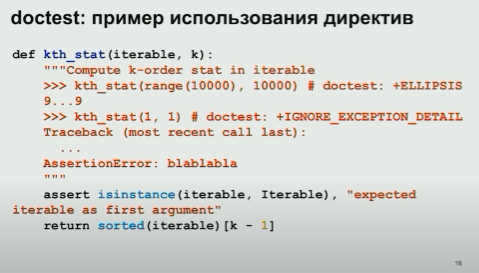 doctest: пример использования директив
def kth_stat(iterable, k):
"""Compute k-order stat in iterable
>>> kth_stat(range(10000), 10000) # doctest: +ELLIPSIS
9...9
>>> kth_stat(1, 1) # doctest: +IGNORE_EXCEPTION_DETAIL
Traceback (most recent call last):
...
AssertionError: blablabla
"""
assert isinstance(iterable, Iterable), "expected
iterable as first argument"
return sorted(iterable)[k - 1]
16